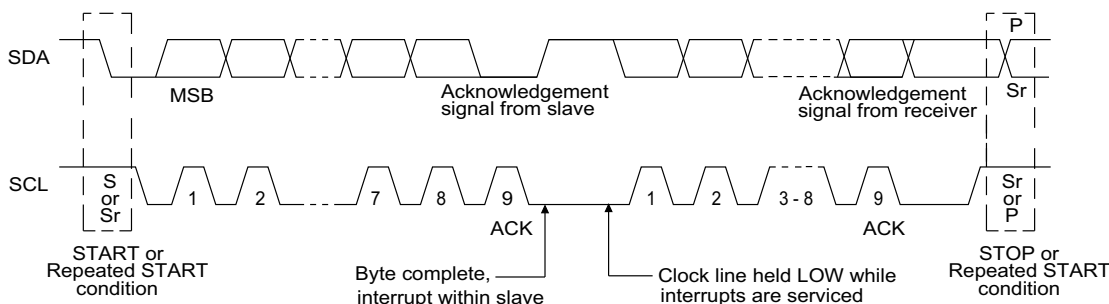 P
SDA
MSB
Acknowledgement
signal from slave
Acknowledgement
signal from receiver
Sr
SCL
S
or
Sr
1
2
7
8
9
1
2
3 - 8
9
Sr
or
P
ACK
ACK
START or
Repeated START
condition
Byte complete,
interrupt within slave
Clock line held LOW while
interrupts are serviced
STOP or
Repeated START
condition